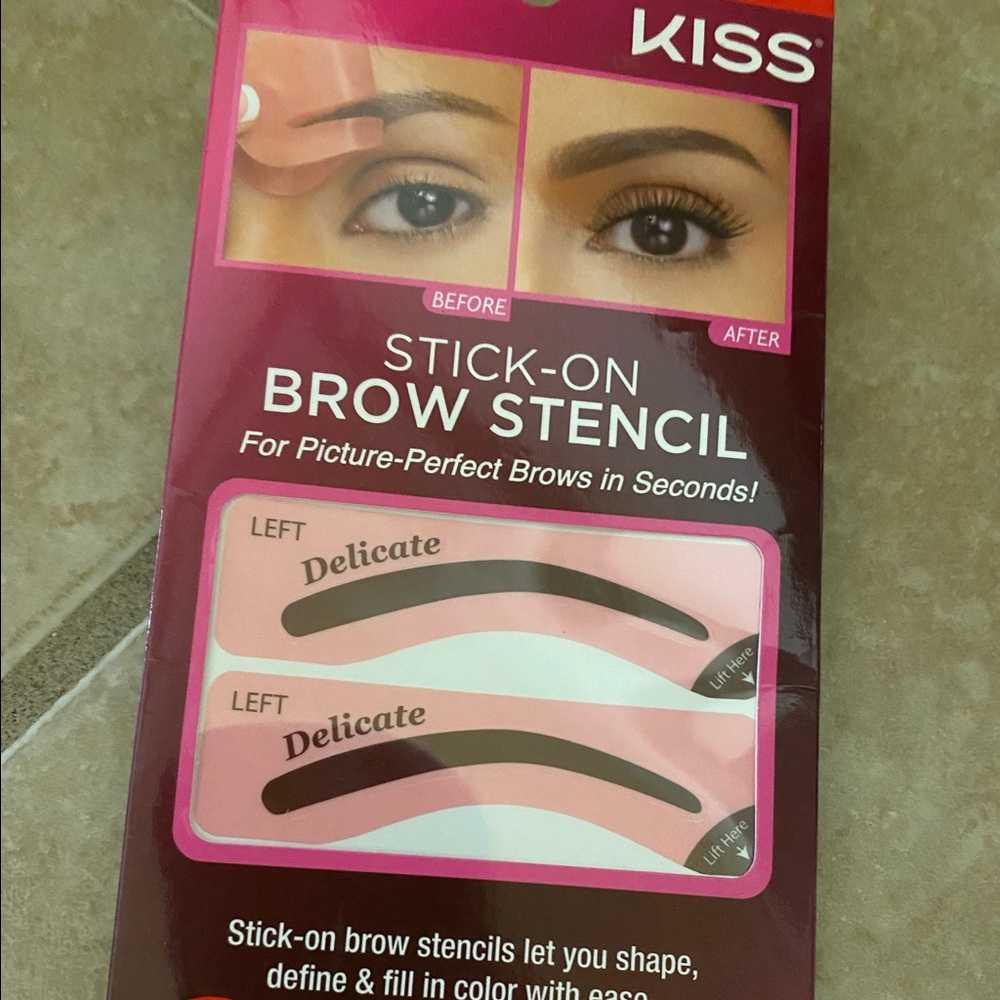 KISS®
BEFORE
AFTER
STICK-ON
BROW STENCIL
For Picture-Perfect Brows in Seconds!
LEFT
Delicate
Lift Here
LEFT
Delicate
Lift Here
Stick-on brow stencils let you shape,
define & fill in color with ease